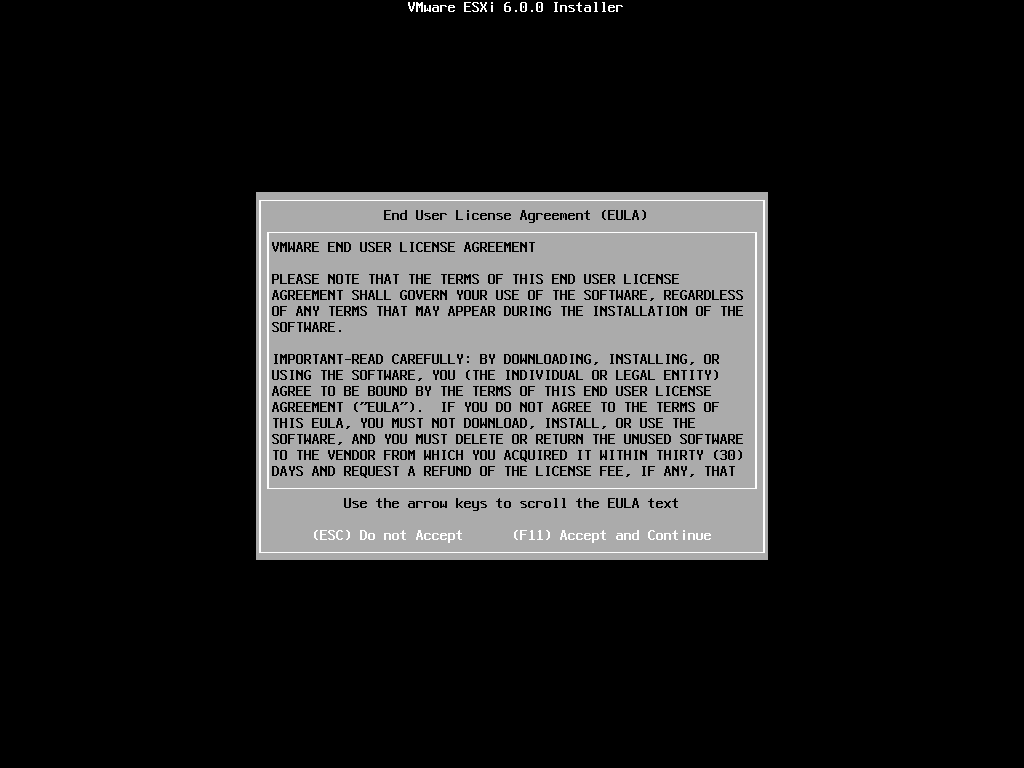 VMware ESXi 6.0.0 Installer
End User License Agreement (EULA)
VMWARE END USER LICENSE AGREEMENT
PLEASE NOTE THAT THE TERMS OF THIS END USER LICENSE
AGREEMENT SHALL GOVERN YOUR USE OF THE SOFTWARE, REGARDLESS
OF ANY TERMS THAT MAY APPEAR DURING THE INSTALLATION OF THE
SOFTWARE.
IMPORTANT-READ CAREFULLY: BY DOWNLOADING, INSTALLING, OR
USING THE SOFTWARE, YOU (THE INDIVIDUAL OR LEGAL ENTITY)
AGREE TO BE BOUND BY THE TERMS OF THIS END USER LICENSE
AGREEMENT ("EULA").  IF YOU DO NOT AGREE TO THE TERMS OF
THIS EULA, YOU MUST NOT DOWNLOAD, INSTALL, OR USE THE
SOFTWARE, AND YOU MUST DELETE OR RETURN THE UNUSED SOFTWARE
TO THE VENDOR FROM WHICH YOU ACQUIRED IT WITHIN THIRTY (30)
DAYS AND REQUEST A REFUND OF THE LICENSE FEE, IF ANY, THAT
Use the arrow keys to scroll the EULA text
(ESC) Do not Accept      (F11) Accept and Continue